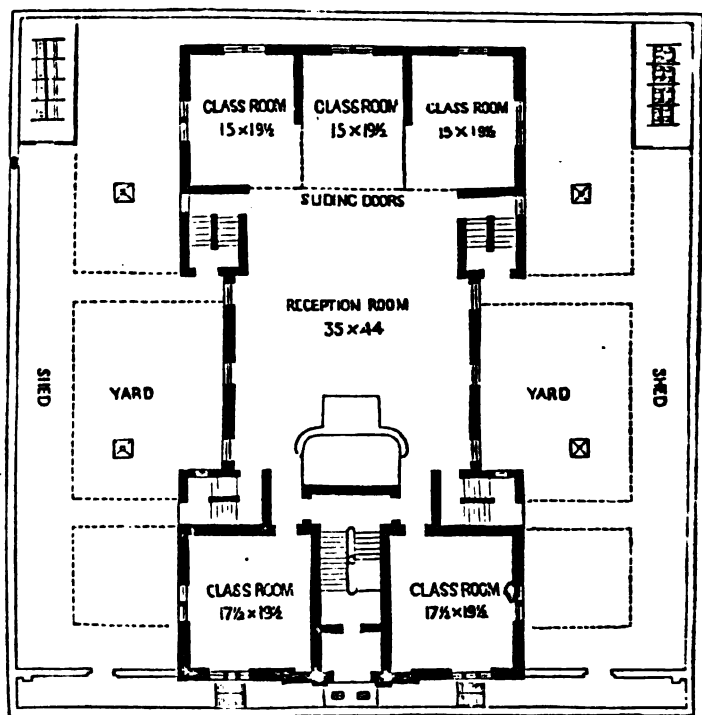 CLASS ROOM
15 × 19½
CLASS ROOM
15 × 19½
CLASS ROOM
15 × 19½
SLIDING DOORS
RECEPTION ROOM
35 × 44
SHED
YARD
YARD
SHED
CLASS ROOM
17½ × 19½
CLASS ROOM
17½ × 19½